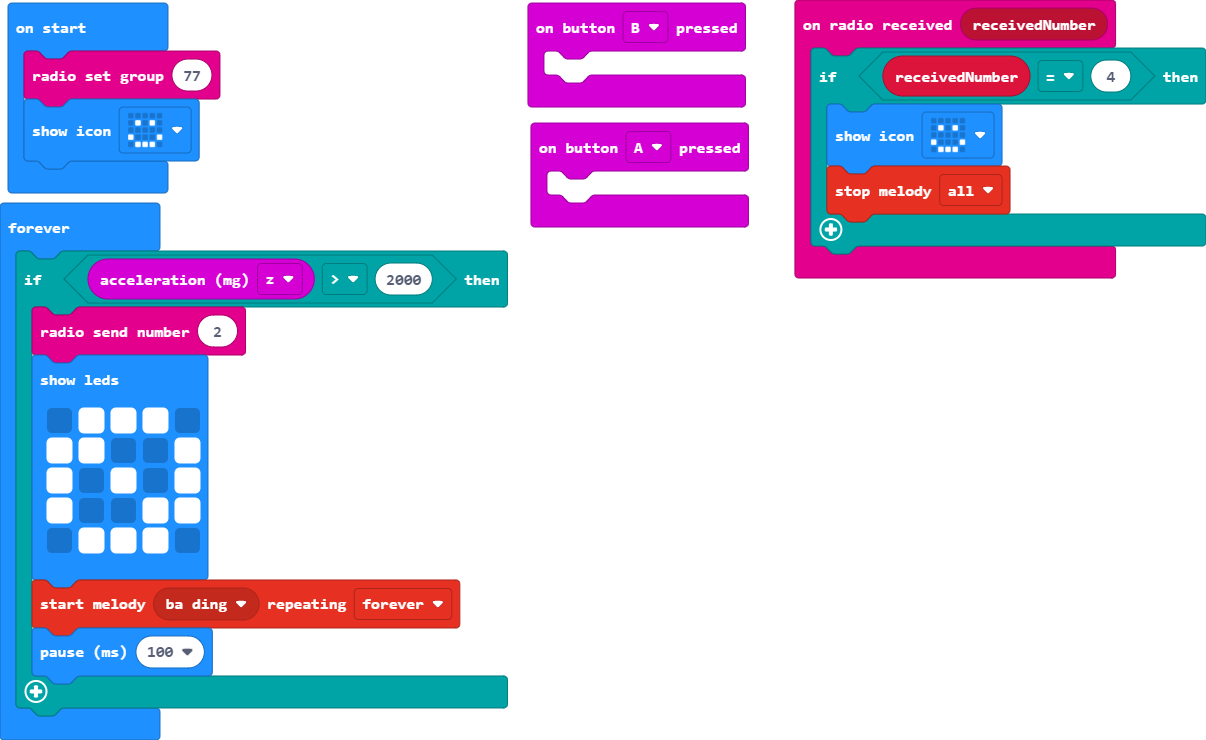 on start
radio set group 77
show icon
forever
if acceleration (mg) z > 2000 then
radio send number 2
show leds
start melody ba ding repeating forever
pause (ms) 100
on button B pressed
on button A pressed
on radio received receivedNumber
if receivedNumber = 4 then
show icon
stop melody all